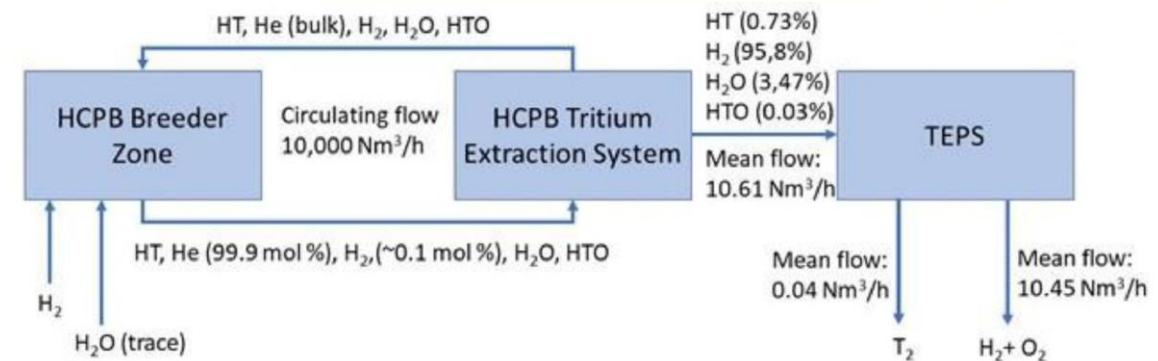 HT, He (bulk), H₂, H₂O, HTO
HT (0.73%)
H₂ (95,8%)
H₂O (3,47%)
HTO (0.03%)
HCPB Breeder
Zone
Circulating flow
10,000 Nm³/h
HCPB Tritium
Extraction System
TEPS
Mean flow:
10.61 Nm³/h
HT, He (99.9 mol %), H₂,(~0.1 mol %), H₂O, HTO
H₂
H₂O (trace)
Mean flow:
0.04 Nm³/h
Mean flow:
10.45 Nm³/h
T₂
H₂+ O₂